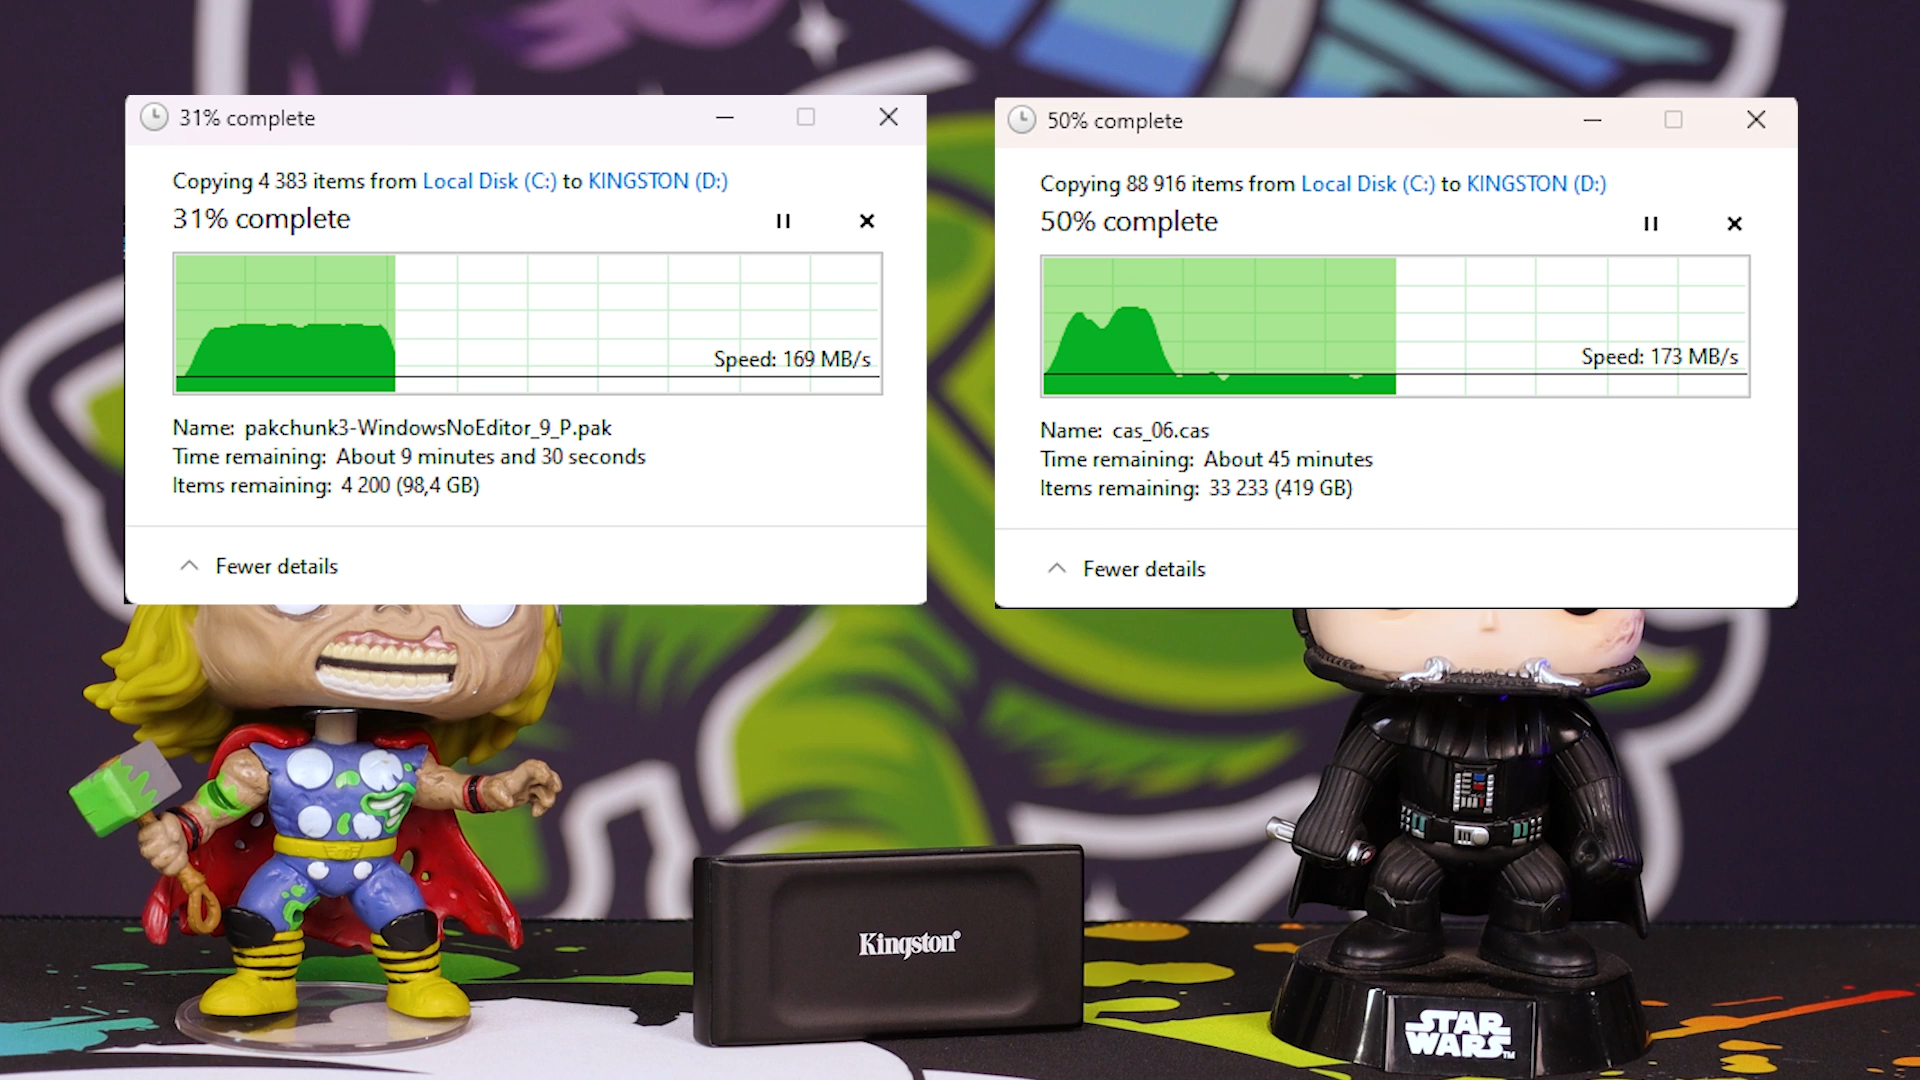 31% complete
Copying 4 383 items from Local Disk (C:) to KINGSTON (D:)
31% complete
Speed: 169 MB/s
Name: pakchunk3-WindowsNoEditor_9_P.pak
Time remaining: About 9 minutes and 30 seconds
Items remaining: 4 200 (98,4 GB)
Fewer details
50% complete
Copying 88 916 items from Local Disk (C:) to KINGSTON (D:)
50% complete
Speed: 173 MB/s
Name: cas_06.cas
Time remaining: About 45 minutes
Items remaining: 33 233 (419 GB)
Fewer details
Kingston®
STAR
WARS™